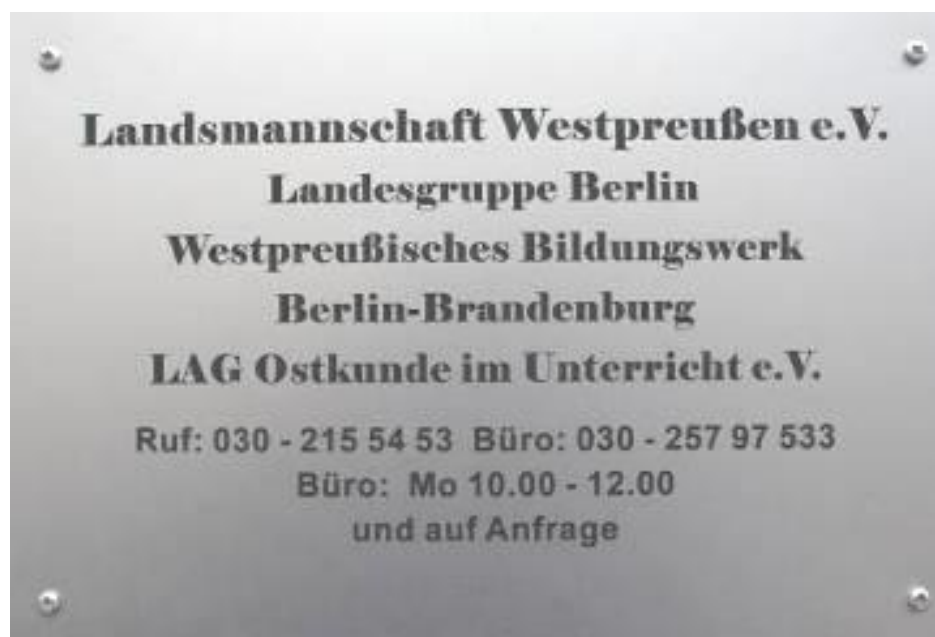 Landsmannschaft Westpreußen e.V.
Landesgruppe Berlin
Westpreußisches Bildungswerk
Berlin-Brandenburg
LAG Ostkunde im Unterricht e.V.
Ruf: 030 - 215 54 53 Büro: 030 - 257 97 533
Büro: Mo 10.00 - 12.00
und auf Anfrage